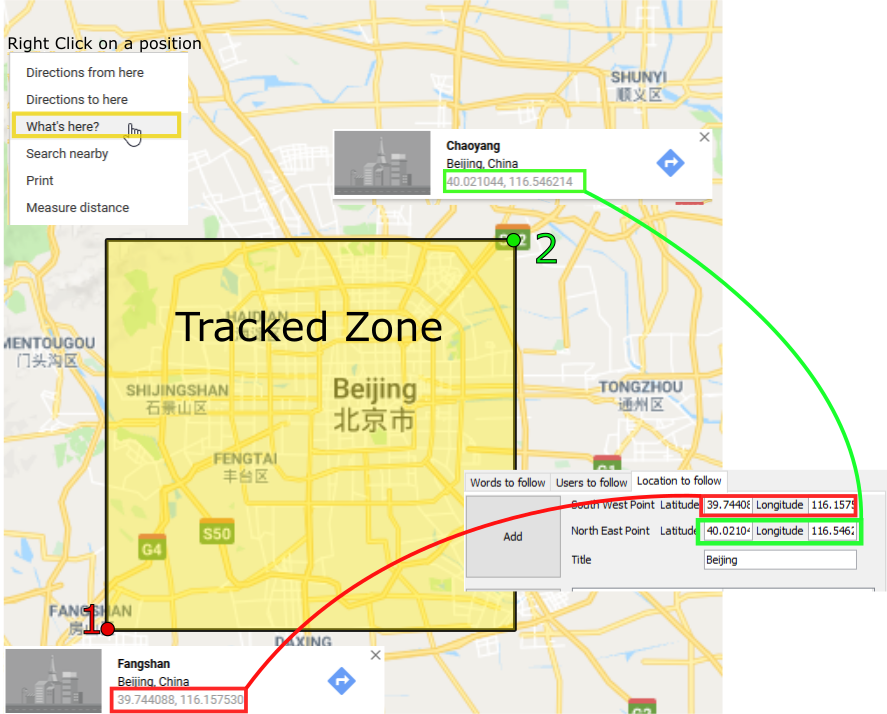 Right Click on a position
Directions from here
Directions to here
What's here?
Search nearby
Print
Measure distance
SHUNYI
顺义区
Chaoyang
Beijing, China
40.021044, 116.546214
2
HAIDIAN
Tracked Zone
MENTOUGOU
门头沟区
SHIJINGSHAN
石景山区
Beijing
北京市
TONGZHOU
通州区
FENGTAI
丰台区
G1
Words to follow
Users to follow
Location to follow
Add
South West Point Latitude 39.74408 Longitude 116.1575
North East Point Latitude 40.02104 Longitude 116.5462
Title Beijing
S50
G4
FANGSHAN
1
DAXING
Fangshan
Beijing, China
39.744088, 116.157530